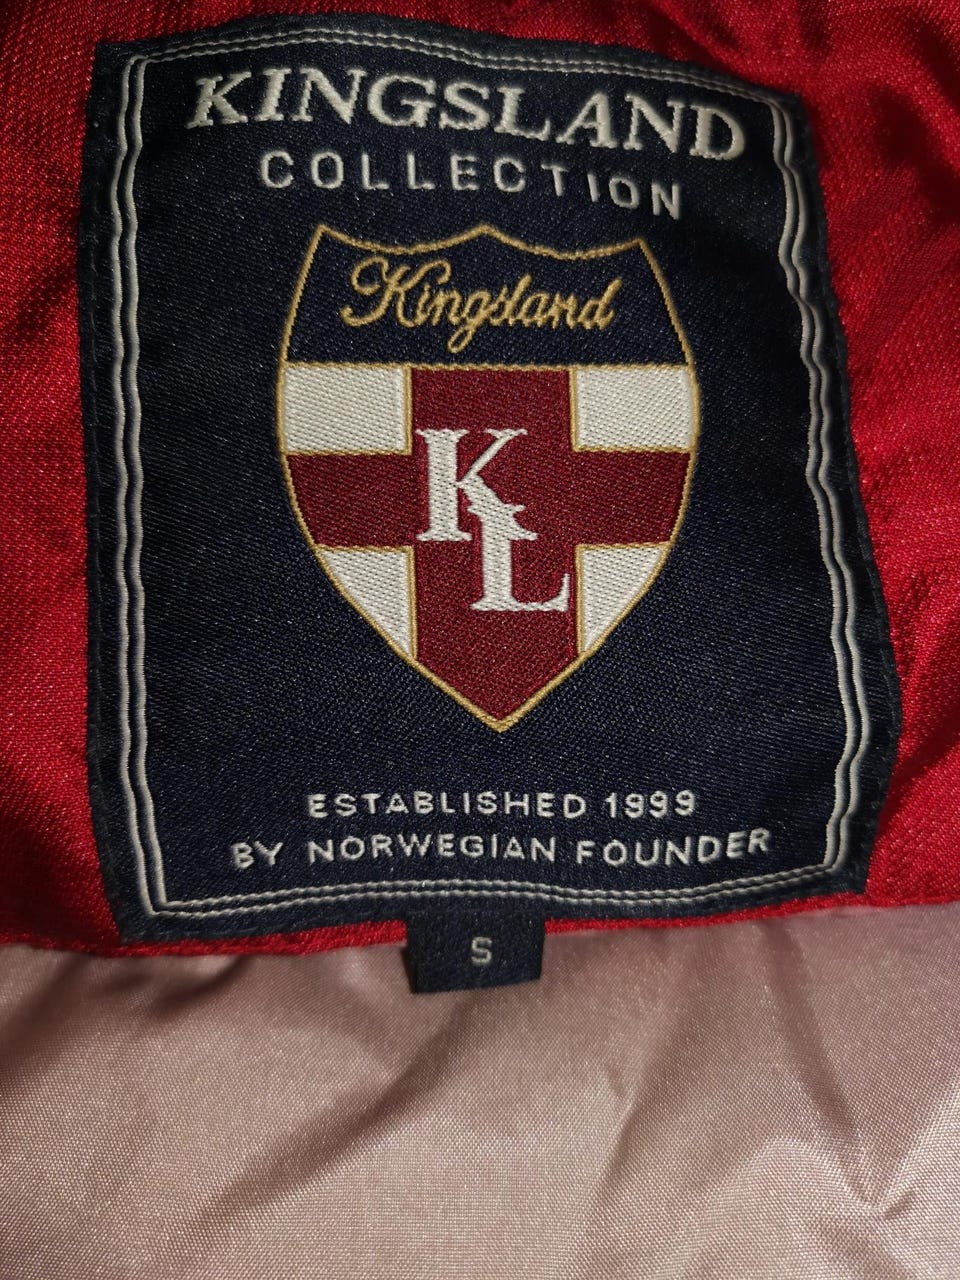 KINGSLAND
COLLECTION
Kingsland
KL
ESTABLISHED 1999
BY NORWEGIAN FOUNDER
S